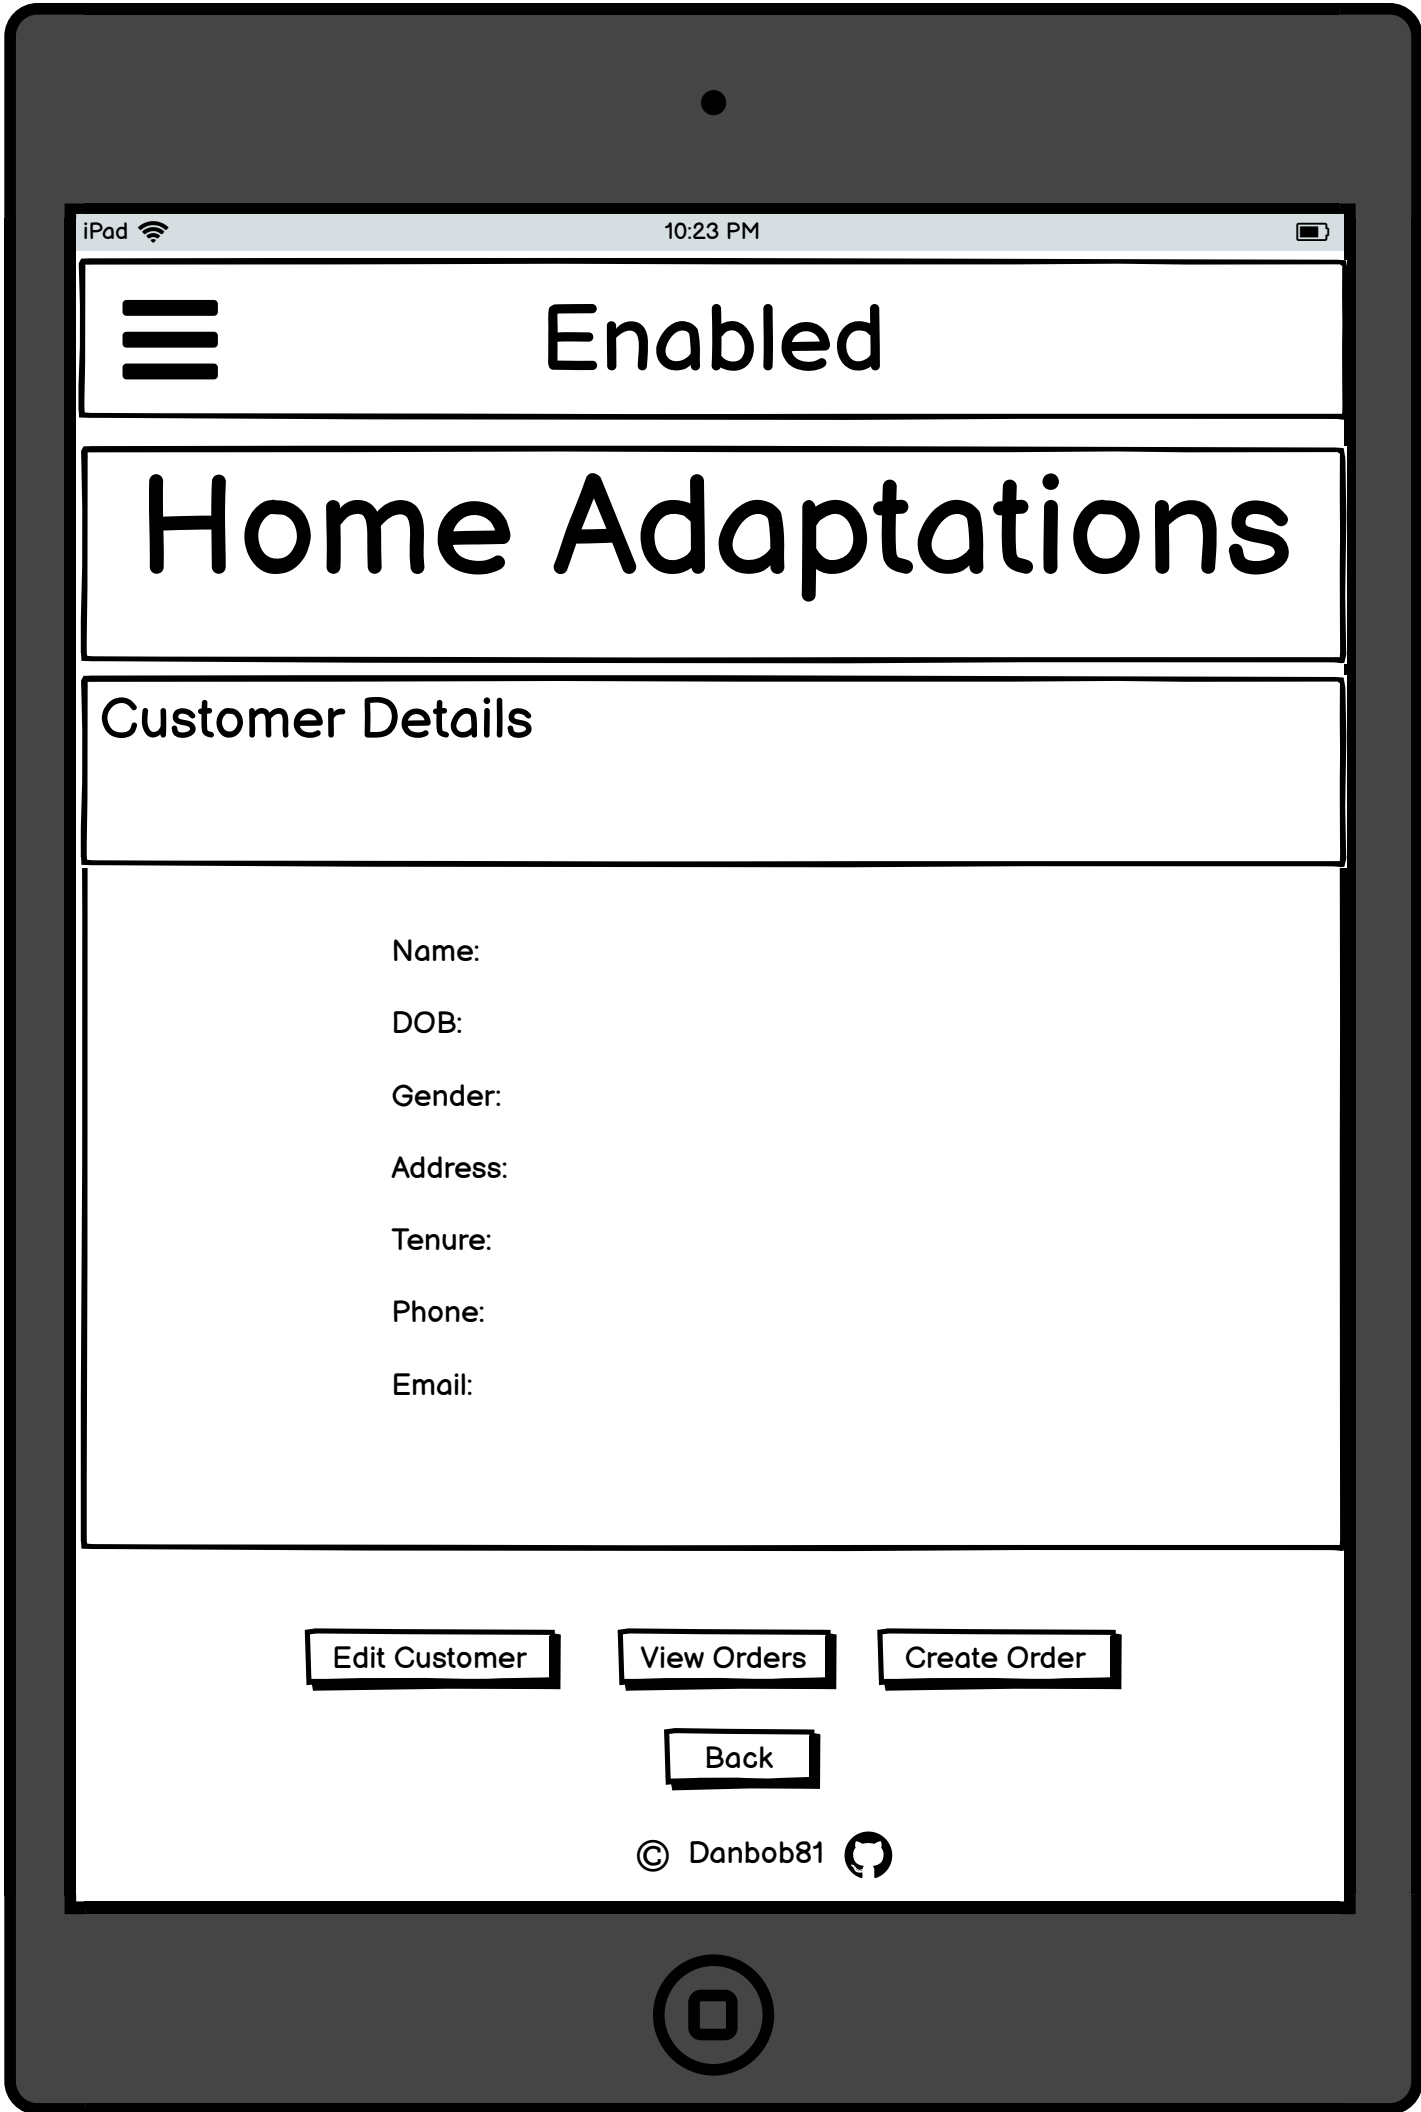 iPad 10:23 PM
Enabled
Home Adaptations
Customer Details
Name:
DOB:
Gender:
Address:
Tenure:
Phone:
Email:
Edit Customer View Orders Create Order
Back
© Danbob81